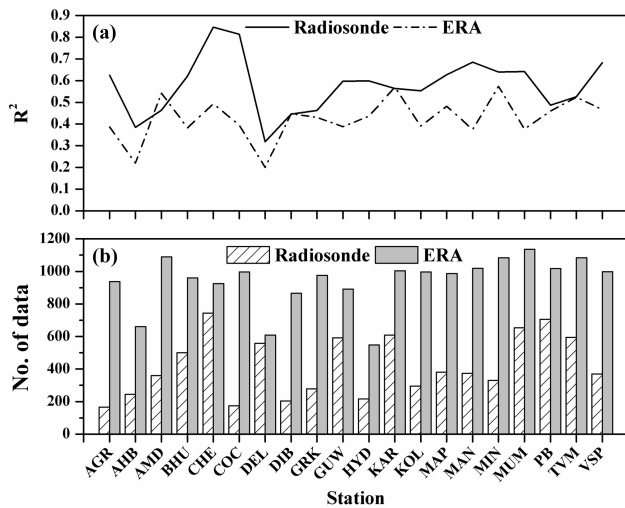 (a)
Radiosonde
ERA
R²
0.9
0.8
0.7
0.6
0.5
0.4
0.3
0.2
0.1
0.0
(b)
Radiosonde
ERA
No. of data
1200
1000
800
600
400
200
0
AGR
AHB
AMD
BHU
CHE
COC
DEL
DIB
GRK
GUW
HYD
KAR
KOL
MAP
MAN
MIN
MUM
PB
TVM
VSP
Station